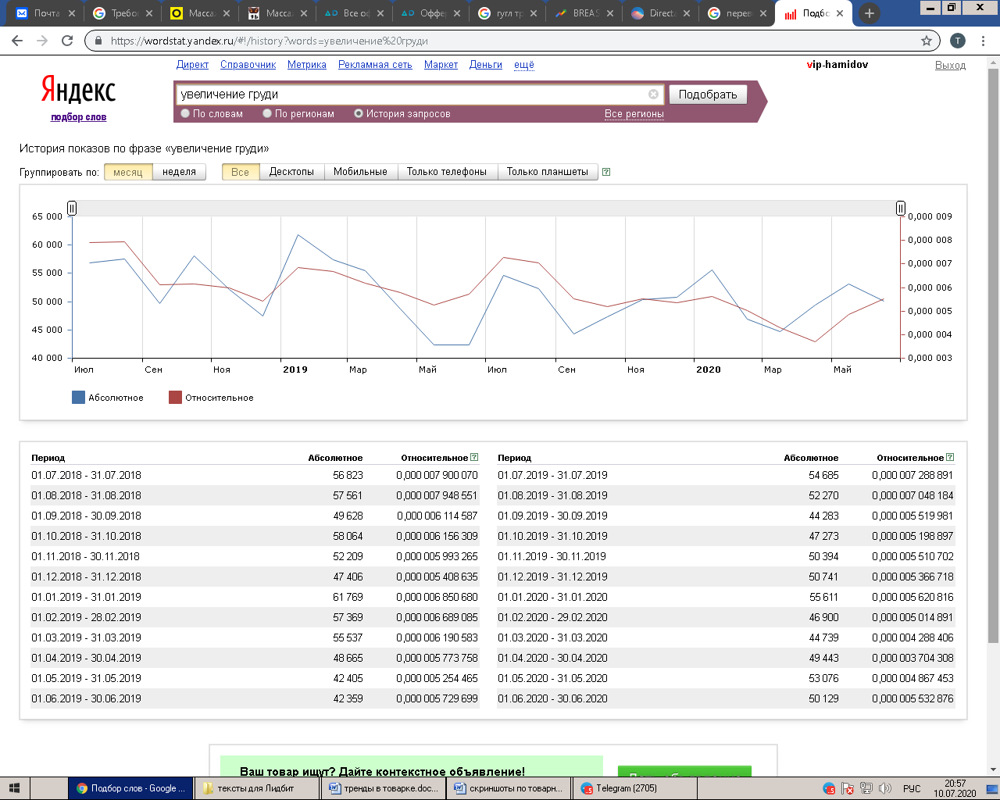 Почта
Требо
Масса
Масса
Все оф
Оффе
гугл тр
BREAS
Directa
перев
Подбо
https://wordstat.yandex.ru/#!/history?words=увеличение%20груди
T
Директ Справочник Метрика Рекламная сеть Маркет Деньги ещё
vip-hamidov
Выход
Яндекс
подбор слов
увеличение груди
Подобрать
По словам По регионам История запросов
Все регионы
История показов по фразе «увеличение груди»
Группировать по: месяц неделя Все Десктопы Мобильные Только телефоны Только планшеты ?
65 000
60 000
55 000
50 000
45 000
40 000
0,000 009
0,000 008
0,000 007
0,000 006
0,000 005
0,000 004
0,000 003
Июл Сен Ноя 2019 Мар Май Июл Сен Ноя 2020 Мар Май
Абсолютное Относительное
Период Абсолютное Относительное ? Период Абсолютное Относительное ?
01.07.2018 - 31.07.2018 56 823 0,000 007 900 070 01.07.2019 - 31.07.2019 54 685 0,000 007 288 891
01.08.2018 - 31.08.2018 57 561 0,000 007 948 551 01.08.2019 - 31.08.2019 52 270 0,000 007 048 184
01.09.2018 - 30.09.2018 49 628 0,000 006 114 587 01.09.2019 - 30.09.2019 44 283 0,000 005 519 981
01.10.2018 - 31.10.2018 58 064 0,000 006 156 309 01.10.2019 - 31.10.2019 47 273 0,000 005 198 897
01.11.2018 - 30.11.2018 52 209 0,000 005 993 265 01.11.2019 - 30.11.2019 50 394 0,000 005 510 702
01.12.2018 - 31.12.2018 47 406 0,000 005 408 635 01.12.2019 - 31.12.2019 50 741 0,000 005 366 718
01.01.2019 - 31.01.2019 61 769 0,000 006 850 680 01.01.2020 - 31.01.2020 55 611 0,000 005 620 816
01.02.2019 - 28.02.2019 57 369 0,000 006 689 085 01.02.2020 - 29.02.2020 46 900 0,000 005 014 891
01.03.2019 - 31.03.2019 55 537 0,000 006 190 583 01.03.2020 - 31.03.2020 44 739 0,000 004 288 406
01.04.2019 - 30.04.2019 48 665 0,000 005 773 758 01.04.2020 - 30.04.2020 49 443 0,000 003 704 308
01.05.2019 - 31.05.2019 42 405 0,000 005 254 465 01.05.2020 - 31.05.2020 53 076 0,000 004 867 453
01.06.2019 - 30.06.2019 42 359 0,000 005 729 699 01.06.2020 - 30.06.2020 50 129 0,000 005 532 876
Ваш товар ищут? Дайте контекстное объявление!
Подбор слов - Google ...
тексты для Лидбит
тренды в товарке.doc...
скриншоты по товарн...
Telegram (2705)
РУС
20:57
10.07.2020